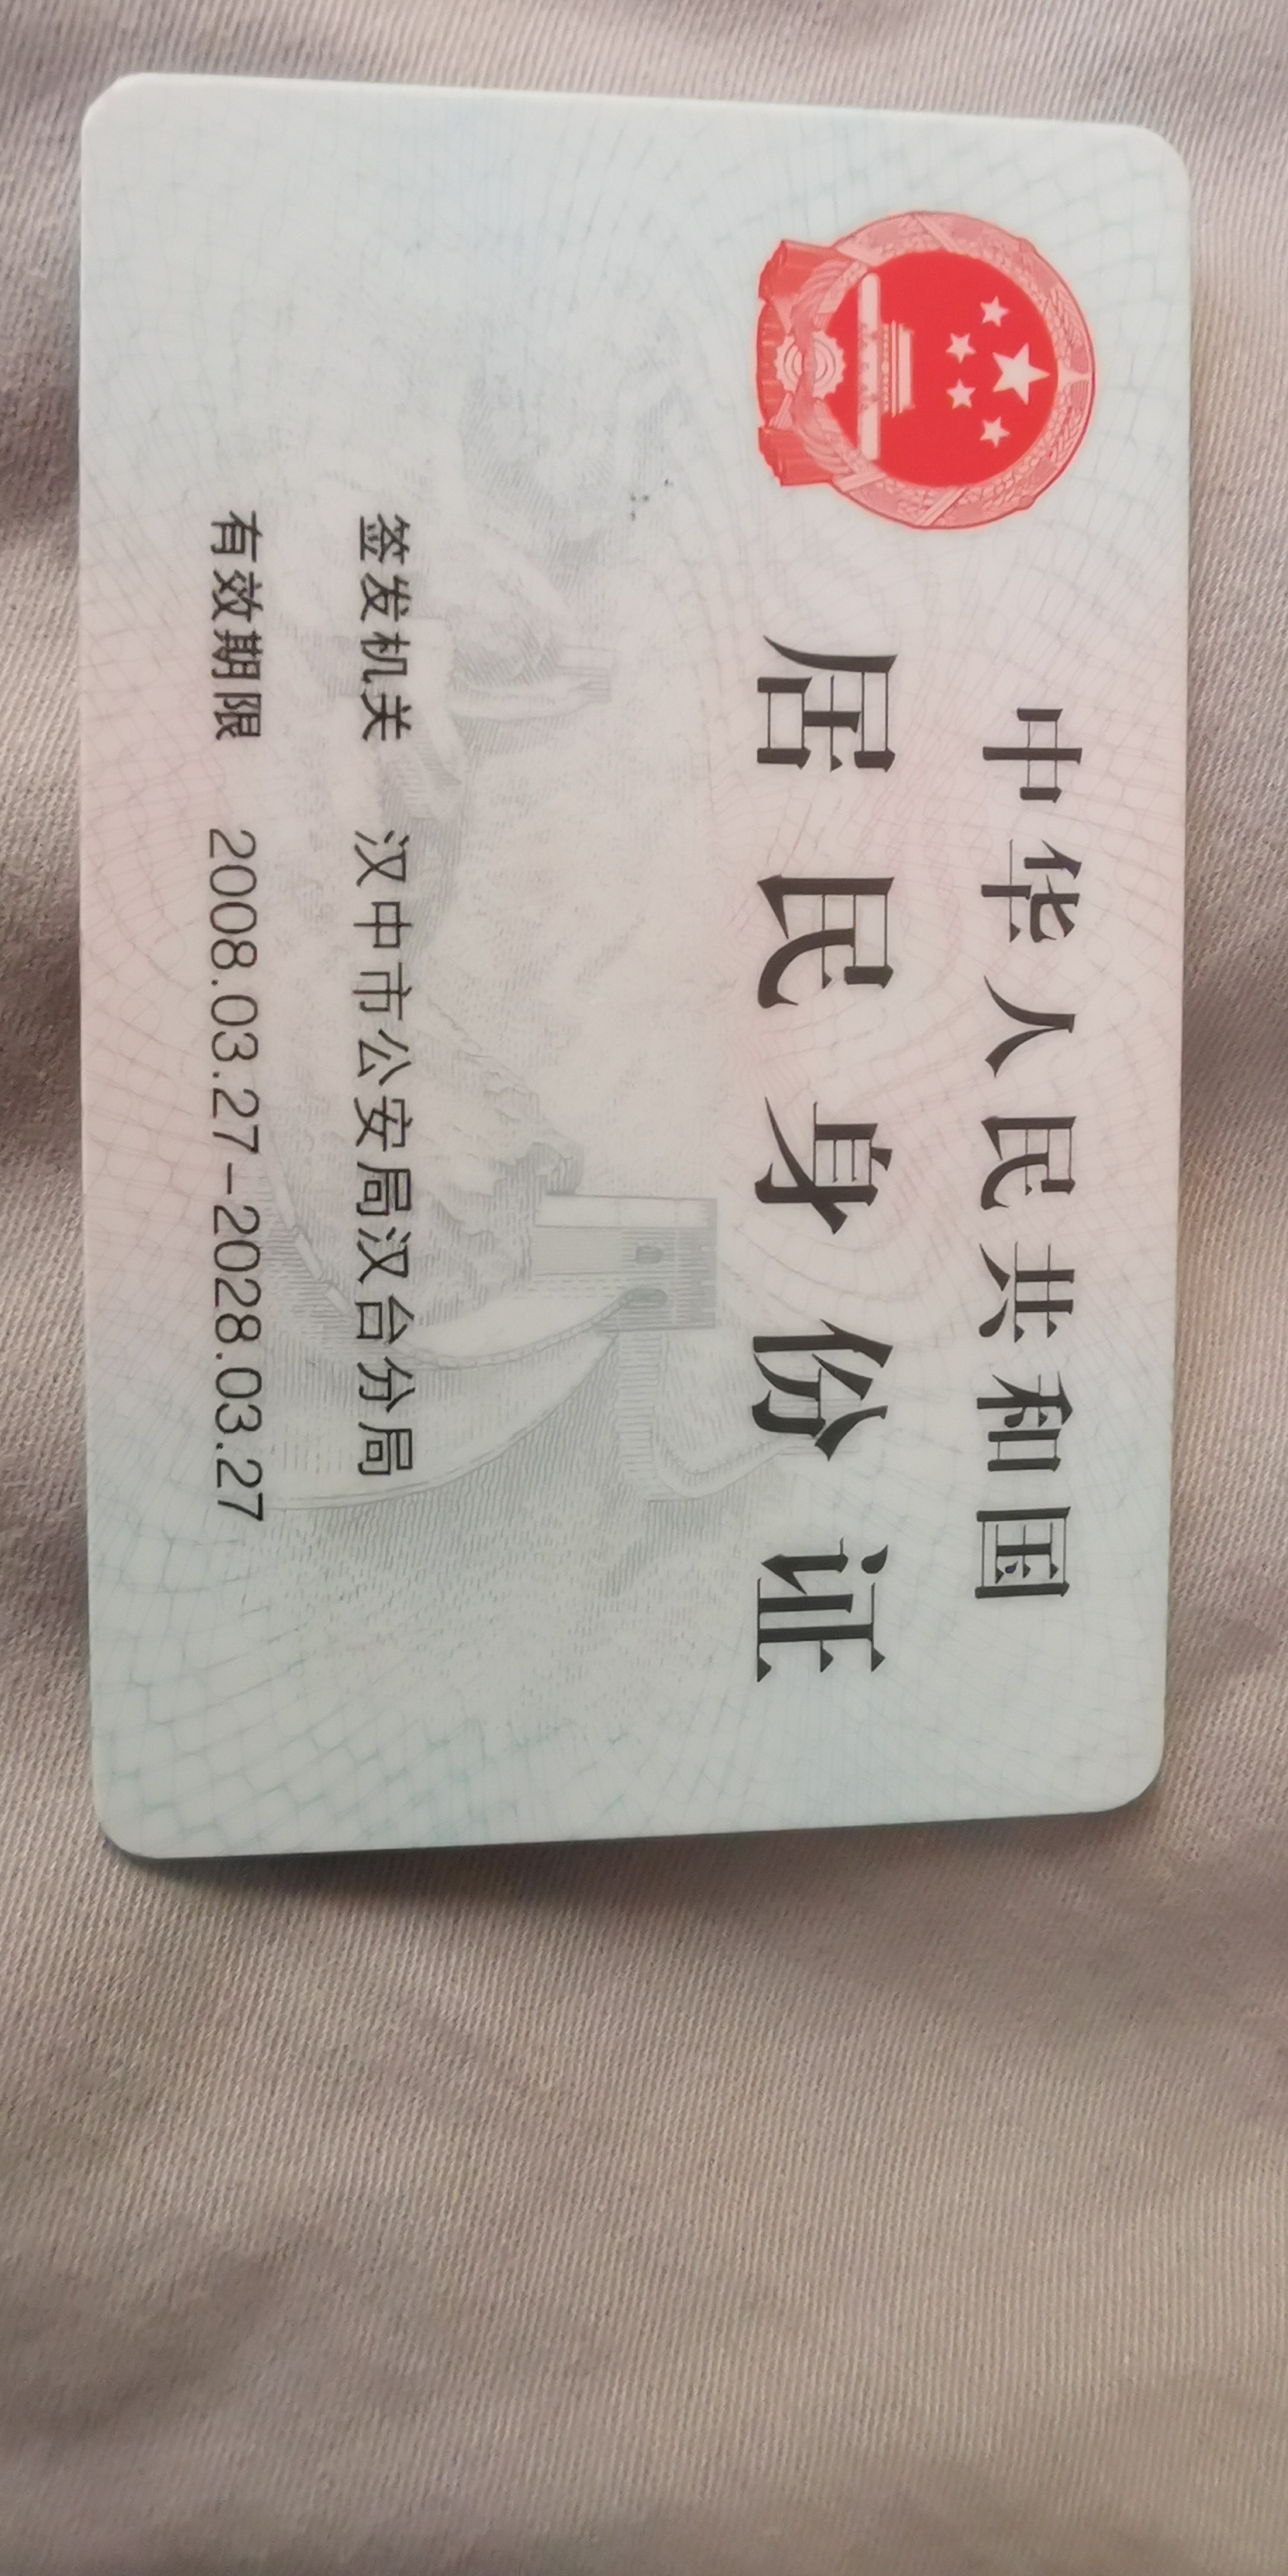 中华人民共和国
居民身份证
签发机关 汉中市公安局汉台分局
有效期限 2008.03.27-2028.03.27